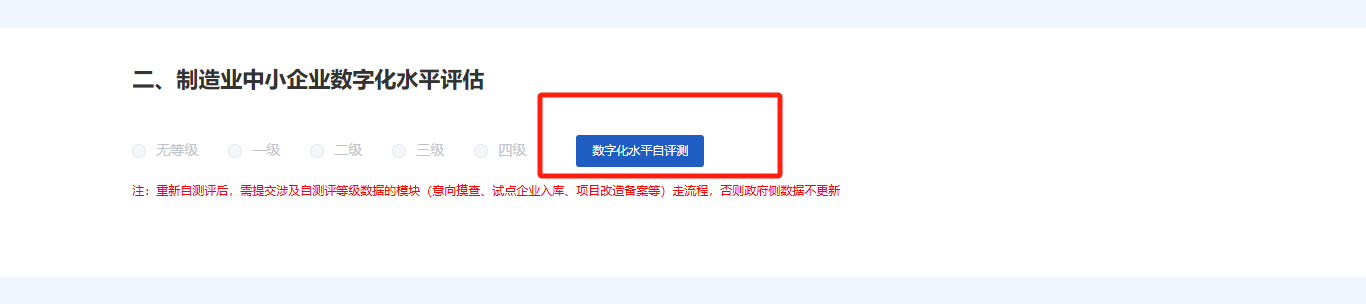 二、制造业中小企业数字化水平评估
无等级 一级 二级 三级 四级 数字化水平自评测
注：重新自测评后，需提交涉及自测评等级数据的模块（意向摸查、试点企业入库、项目改造备案等）走流程，否则政府侧数据不更新